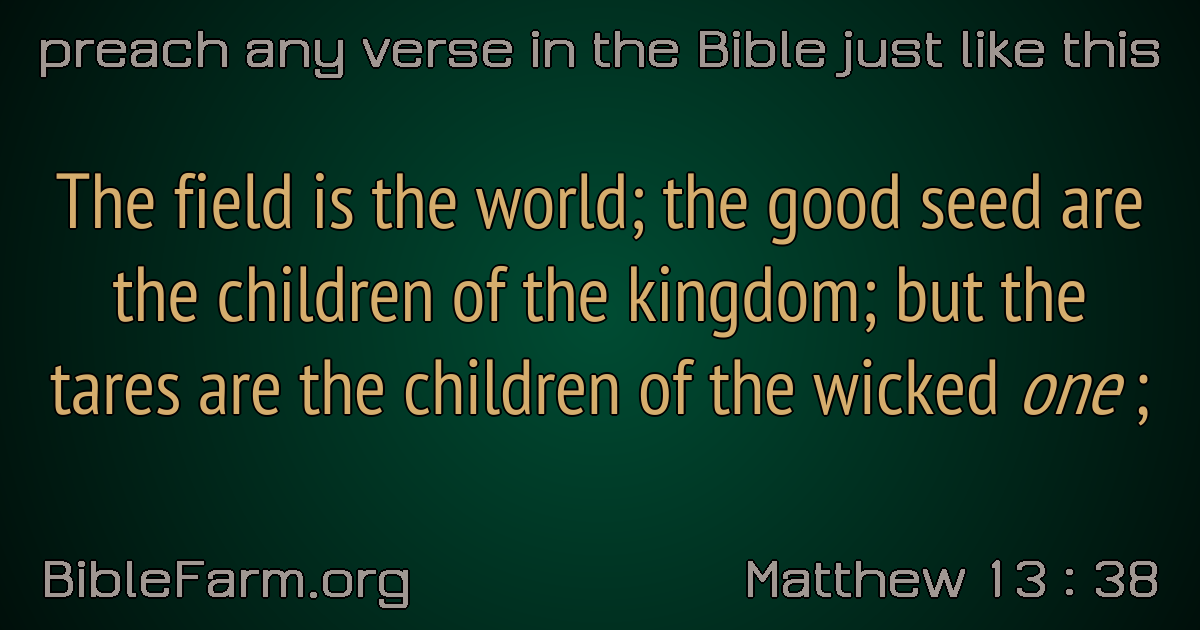 preach any verse in the Bible just like this
The field is the world; the good seed are
the children of the kingdom; but the
tares are the children of the wicked one ;
BibleFarm.org
Matthew 13 : 38